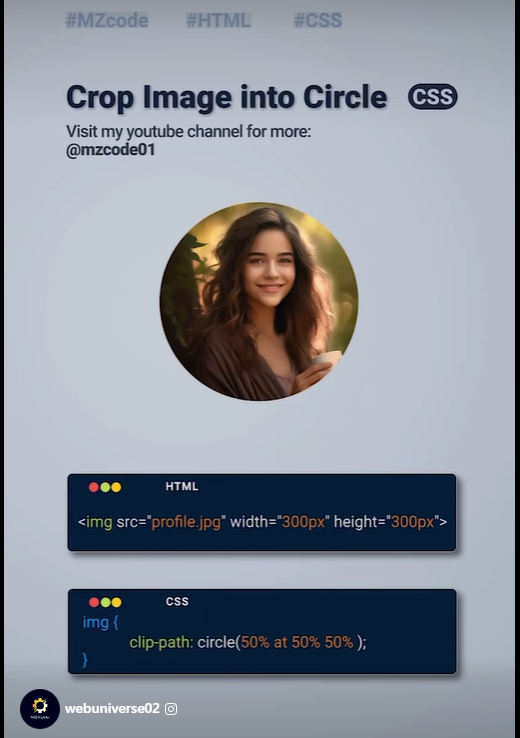 #MZcode #HTML #CSS
Crop Image into Circle CSS
Visit my youtube channel for more:
@mzcode01
HTML
<img src="profile.jpg" width="300px" height="300px">
CSS
img {
clip-path: circle(50% at 50% 50% );
}
webuniverse02